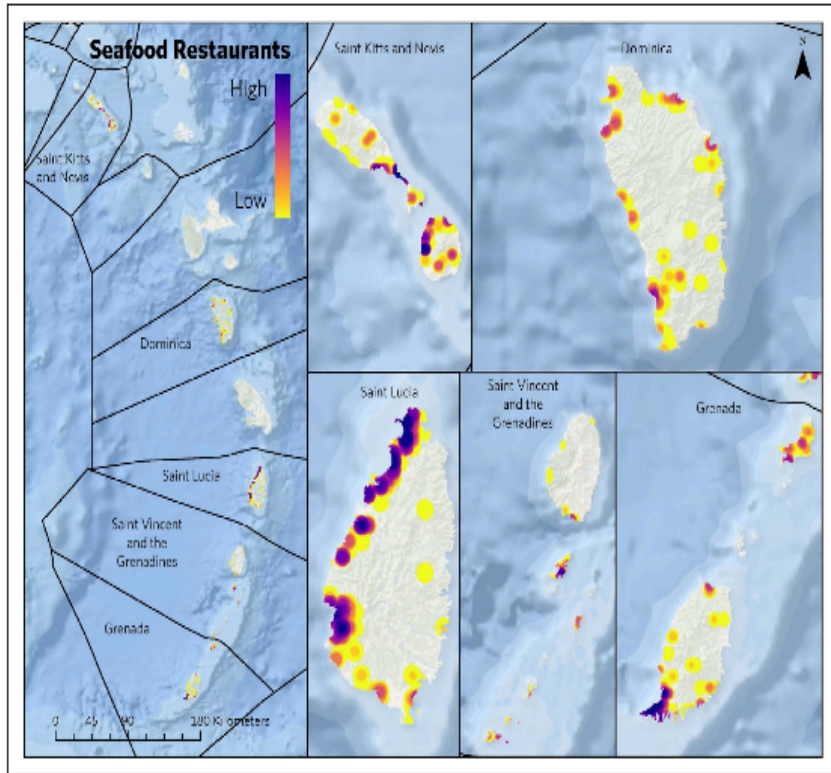 Seafood Restaurants
High
Low
Saint Kitts
and Nevis
Dominica
Saint Lucia
Saint Vincent
and the
Grenadines
Grenada
0 45 90 180 Kilometers
Saint Kitts and Nevis
Dominica
N
Saint Lucia
Saint Vincent
and the
Grenadines
Grenada